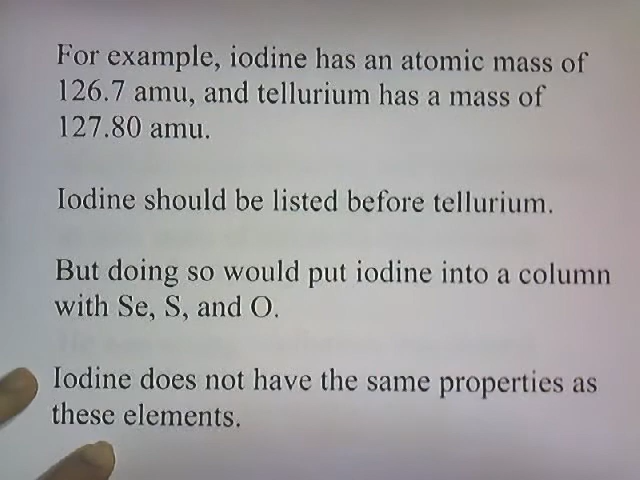 For example, iodine has an atomic mass of
126.7 amu, and tellurium has a mass of
127.80 amu.
Iodine should be listed before tellurium.
But doing so would put iodine into a column
with Se, S, and O.
Iodine does not have the same properties as
these elements.